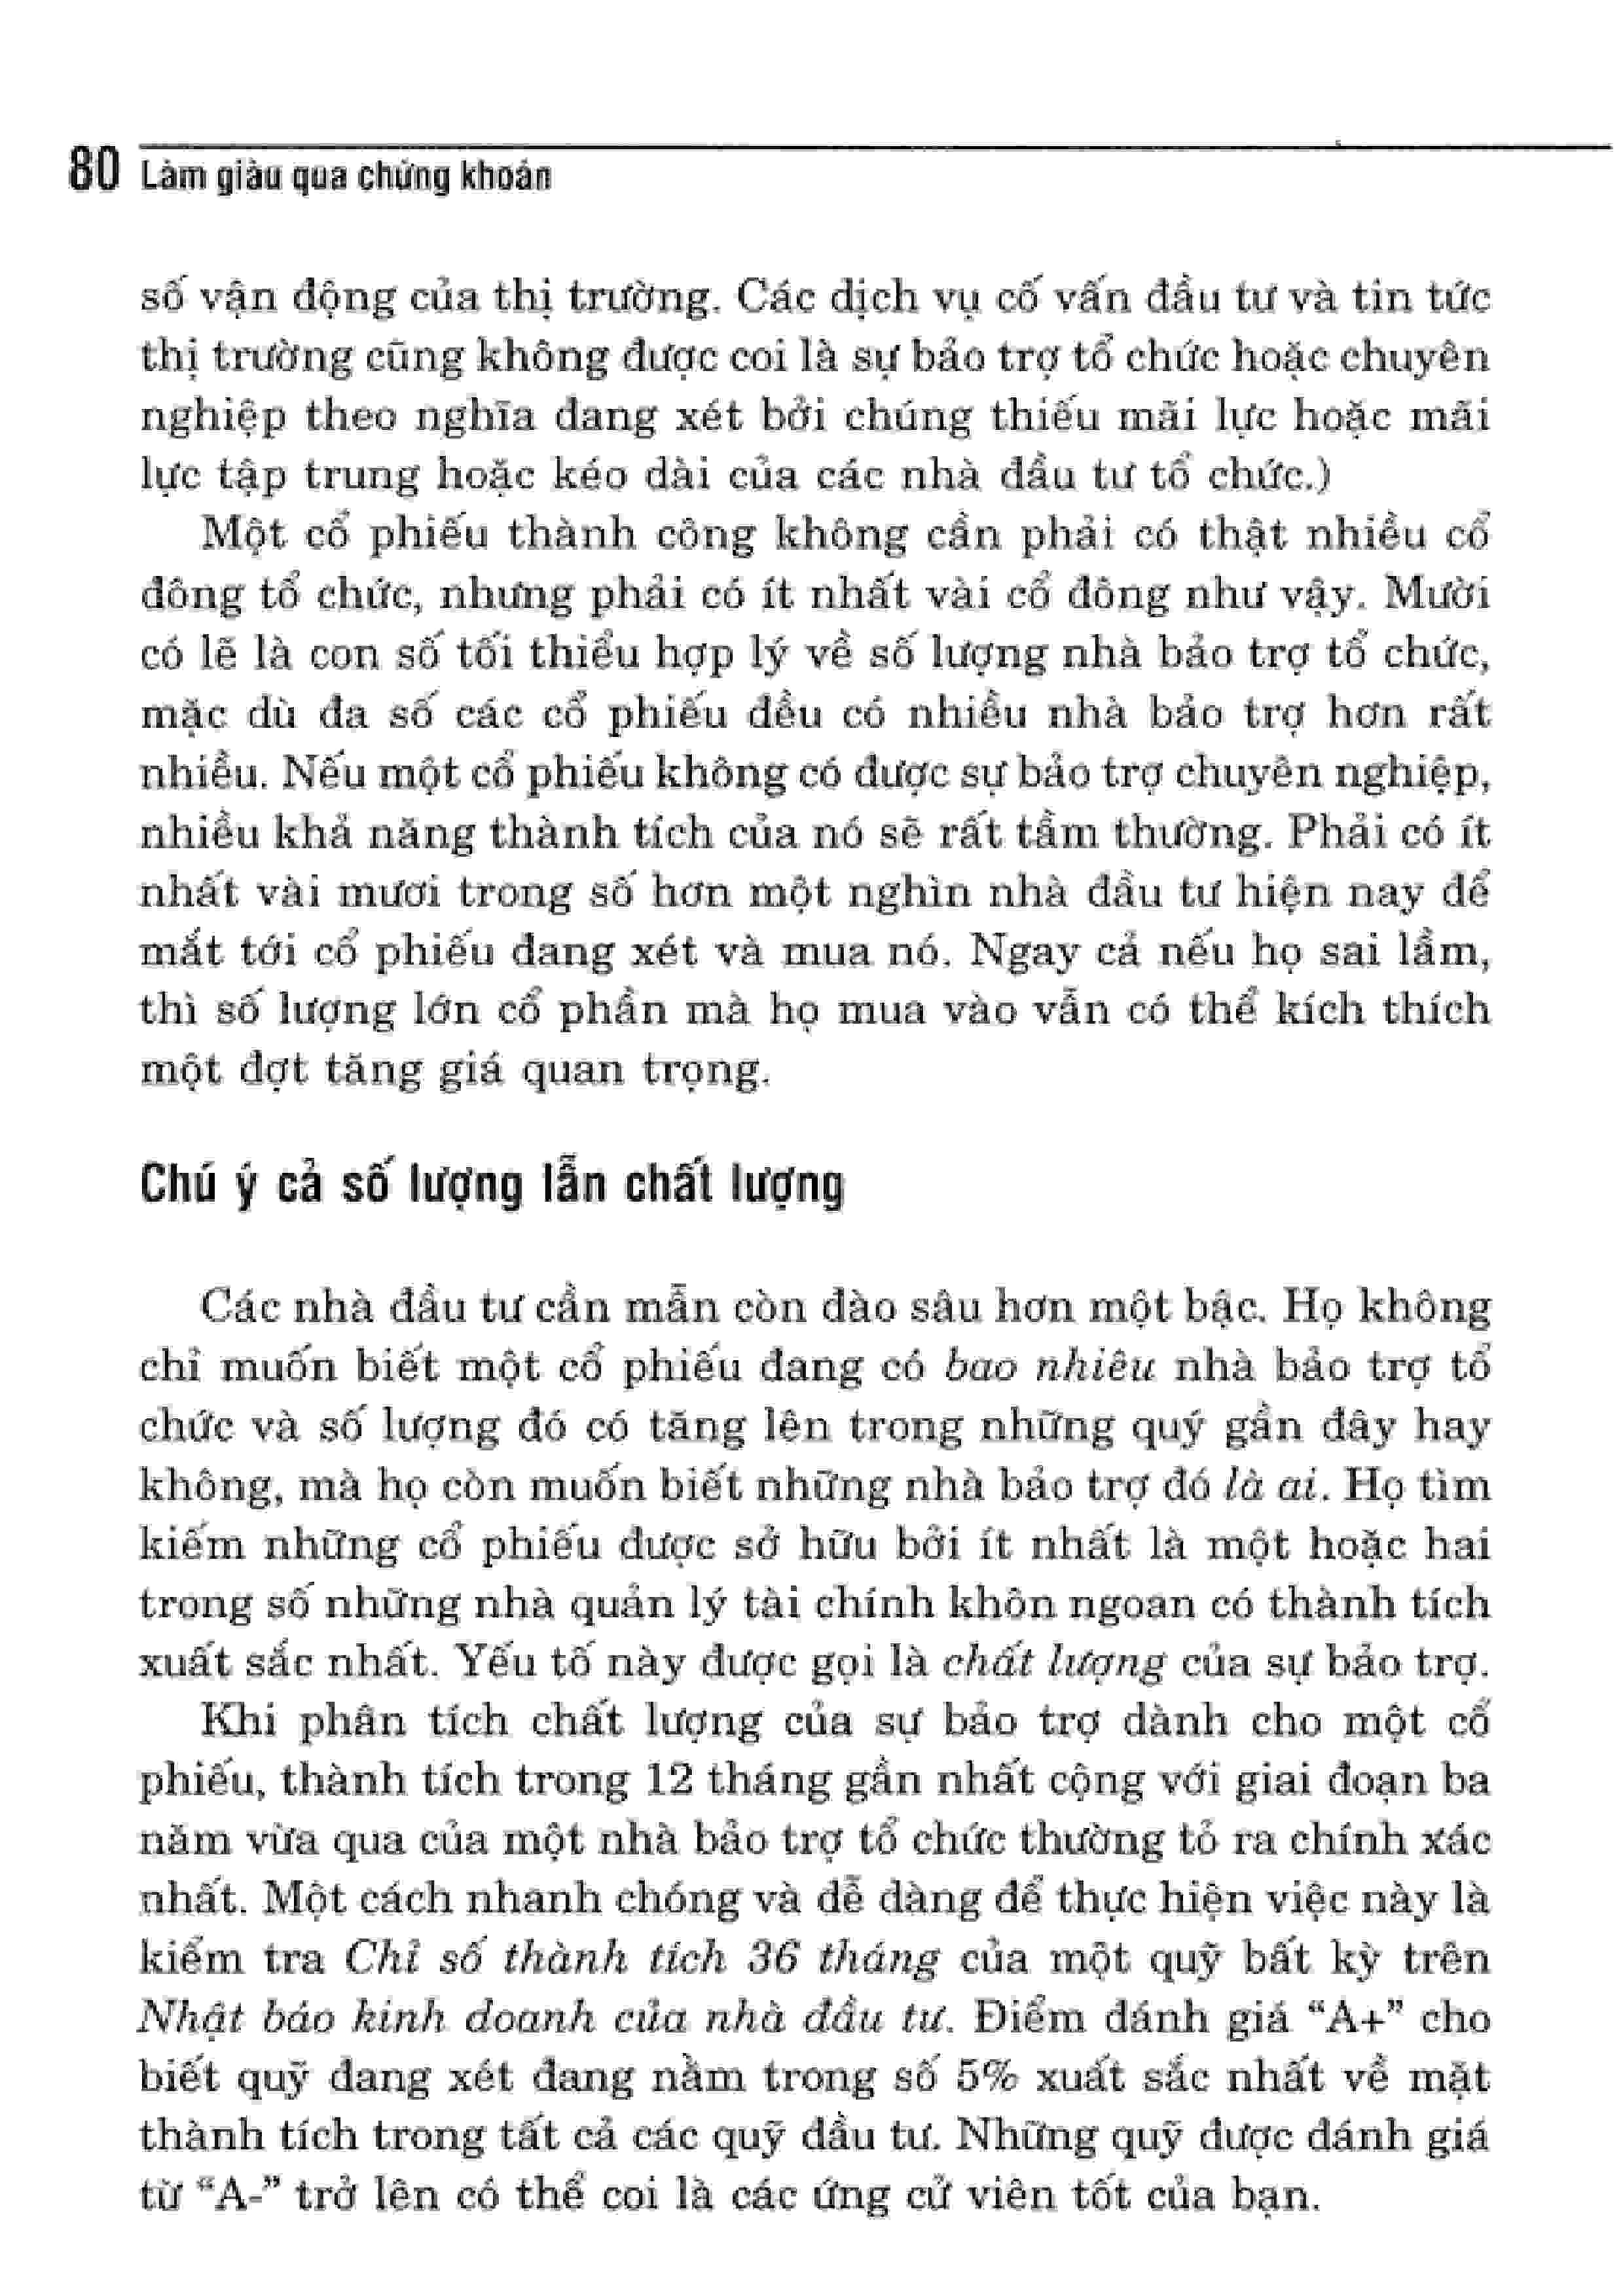 80 Làm giàu qua chứng khoán
số vận động của thị trường. Các dịch vụ cố vấn đầu tư và tin tức
thị trường cũng không được coi là sự bảo trợ tổ chức hoặc chuyên
nghiệp theo nghĩa đang xét bởi chúng thiếu mãi lực hoặc mãi
lực tập trung hoặc kéo dài của các nhà đầu tư tổ chức.)
Một cổ phiếu thành công không cần phải có thật nhiều cổ
đông tổ chức, nhưng phải có ít nhất vài cổ đông như vậy. Mười
có lẽ là con số tối thiểu hợp lý về số lượng nhà bảo trợ tổ chức,
mặc dù đa số các cổ phiếu đều có nhiều nhà bảo trợ hơn rất
nhiều. Nếu một cổ phiếu không có được sự bảo trợ chuyên nghiệp,
nhiều khả năng thành tích của nó sẽ rất tầm thường. Phải có ít
nhất vài mươi trong số hơn một nghìn nhà đầu tư hiện nay để
mắt tới cổ phiếu đang xét và mua nó. Ngay cả nếu họ sai lầm,
thì số lượng lớn cổ phần mà họ mua vào vẫn có thể kích thích
một đợt tăng giá quan trọng.
Chú ý cả số lượng lẫn chất lượng
Các nhà đầu tư cần mẫn còn đào sâu hơn một bậc. Họ không
chỉ muốn biết một cổ phiếu đang có bao nhiêu nhà bảo trợ tổ
chức và số lượng đó có tăng lên trong những quý gần đây hay
không, mà họ còn muốn biết những nhà bảo trợ đó là ai. Họ tìm
kiếm những cổ phiếu được sở hữu bởi ít nhất là một hoặc hai
trong số những nhà quản lý tài chính khôn ngoan có thành tích
xuất sắc nhất. Yếu tố này được gọi là chất lượng của sự bảo trợ.
Khi phân tích chất lượng của sự bảo trợ dành cho một cổ
phiếu, thành tích trong 12 tháng gần nhất cộng với giai đoạn ba
năm vừa qua của một nhà bảo trợ tổ chức thường tỏ ra chính xác
nhất. Một cách nhanh chóng và dễ dàng để thực hiện việc này là
kiểm tra Chỉ số thành tích 36 tháng của một quỹ bất kỳ trên
Nhật báo kinh doanh của nhà đầu tư. Điểm đánh giá “A+” cho
biết quỹ đang xét đang nằm trong số 5% xuất sắc nhất về mặt
thành tích trong tất cả các quỹ đầu tư. Những quỹ được đánh giá
từ “A-” trở lên có thể coi là các ứng cử viên tốt của bạn.